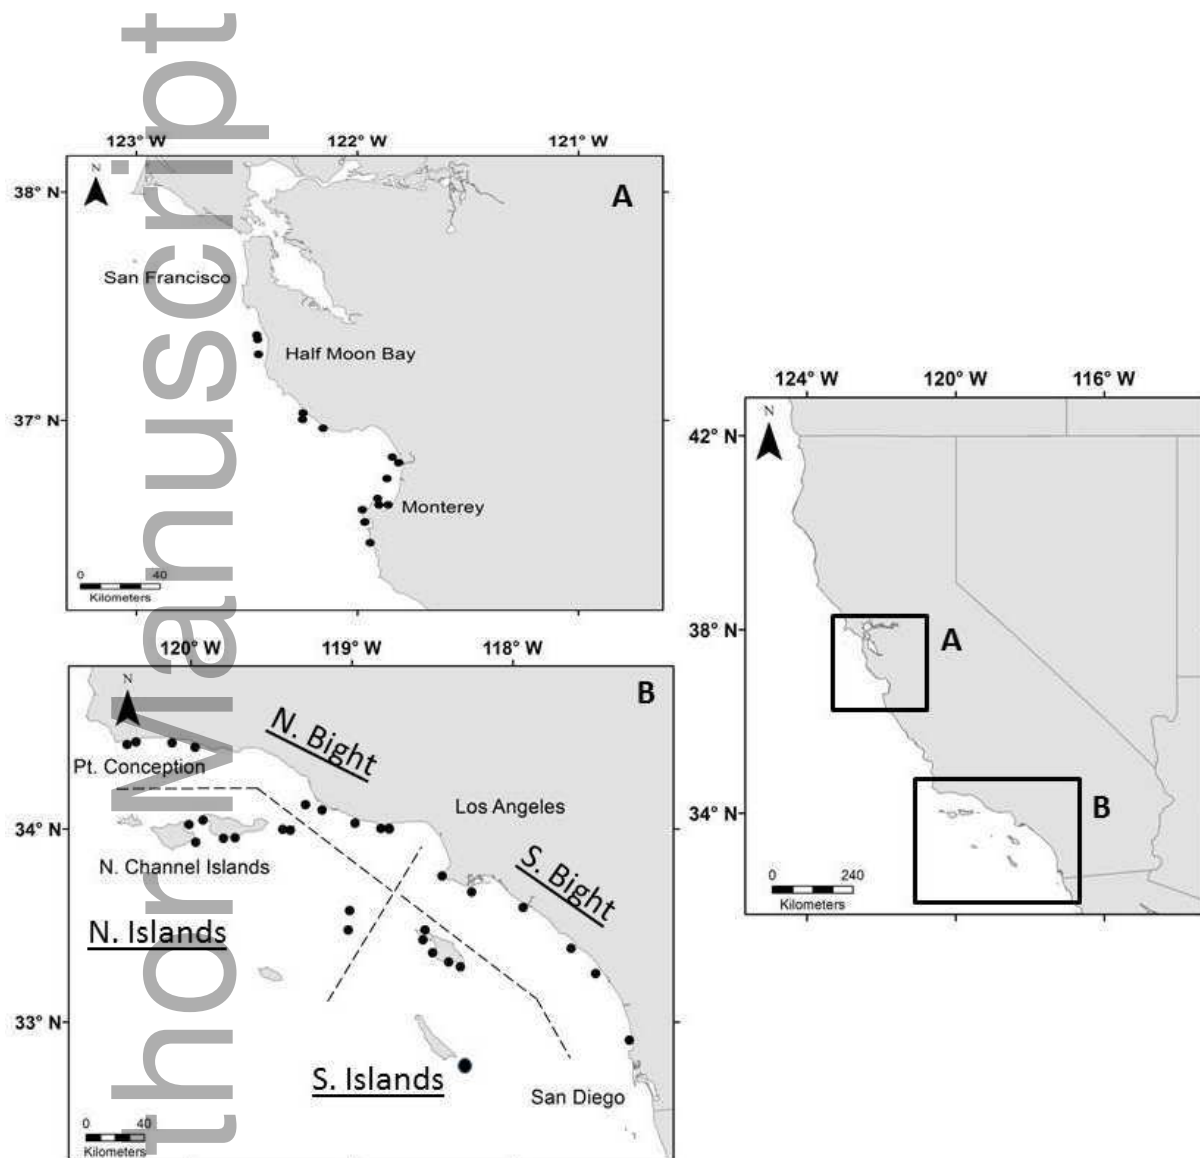 thor Manuscript
123° W 122° W 121° W
N
A
38° N
San Francisco
Half Moon Bay
37° N
Monterey
0 40
Kilometers
120° W 119° W 118° W
N
B
N. Bight
Pt. Conception
Los Angeles
34° N
N. Channel Islands
S. Bight
N. Islands
33° N
S. Islands
San Diego
0 40
Kilometers
124° W 120° W 116° W
N
42° N
38° N
A
34° N
B
0 240
Kilometers